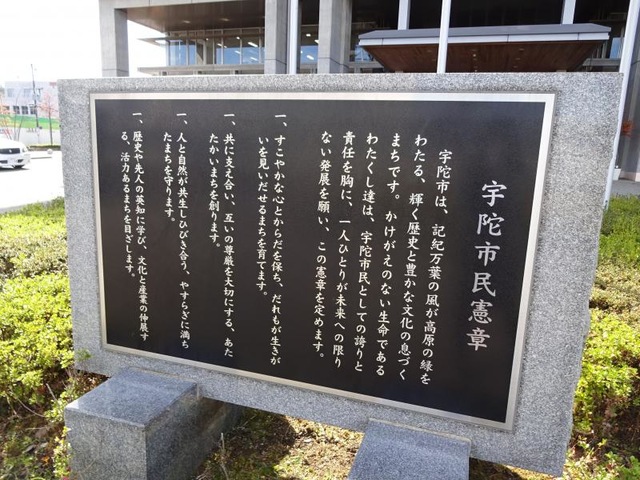 宇陀市民憲章
宇陀市は、記紀万葉の風が高原の緑を
わたる、輝く歴史と豊かな文化の息づく
まちです。かけがえのない生命である
わたくし達は、宇陀市民としての誇りと
責任を胸に、一人ひとりが未来への限り
ない発展を願い、この憲章を定めます。
一、すこやかな心とからだを保ち、だれもが生きが
いを見いだせるまちを育てます。
一、共に支え合い、互いの尊厳を大切にする、あた
たかいまちを創ります。
一、人と自然が共生しひびき合う、やすらぎに満ち
たまちを守ります。
一、歴史や先人の英知に学び、文化と産業の伸展す
る、活力あるまちを目ざします。